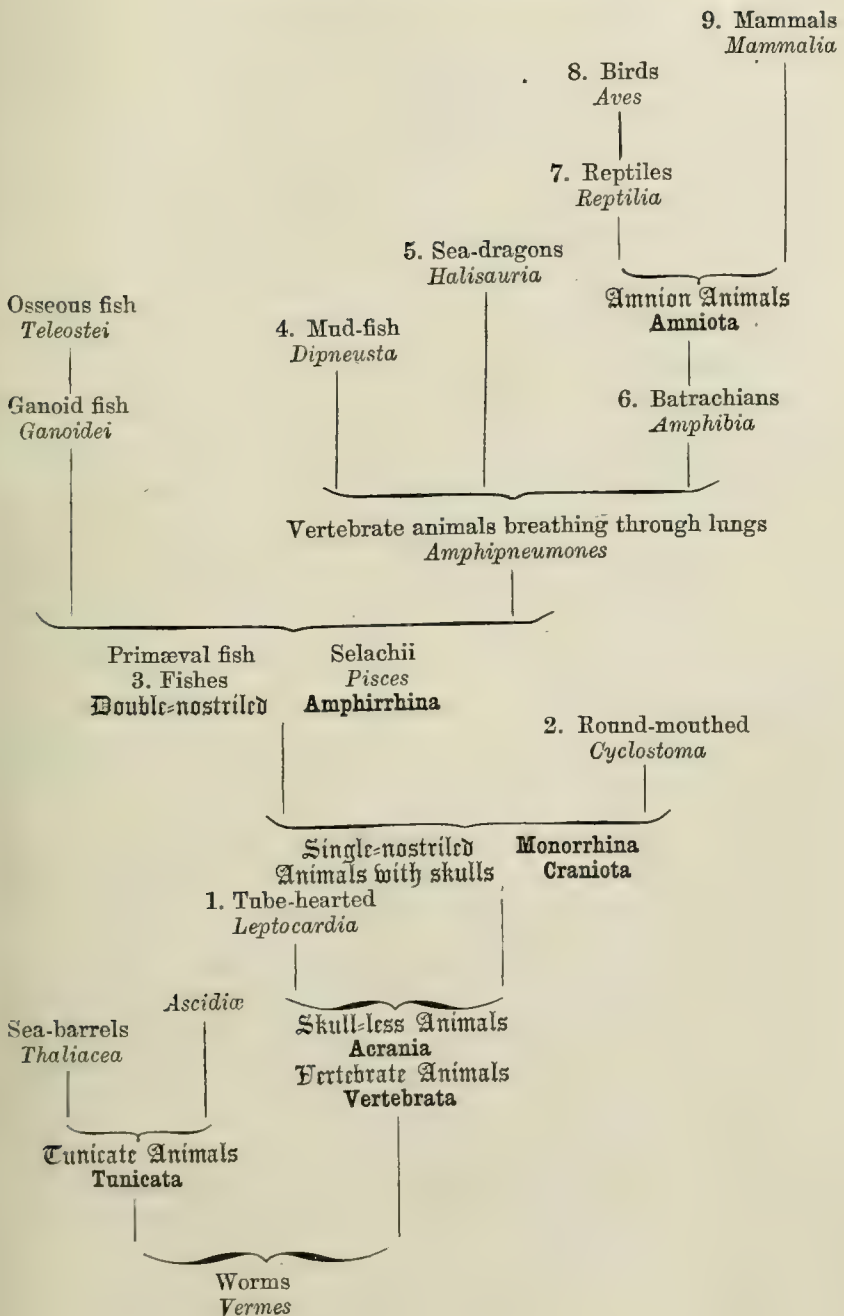 9. Mammals
Mammalia
8. Birds
Aves
7. Reptiles
Reptilia
5. Sea-dragons
Halisauria
Amnion Animals
Amniota
Osseous fish
Teleostei
4. Mud-fish
Dipneusta
Ganoid fish
Ganoidei
6. Batrachians
Amphibia
Vertebrate animals breathing through lungs
Amphipneumones
Primæval fish Selachii
3. Fishes Pisces
Double=nostriled Amphirrhina
2. Round-mouthed
Cyclostoma
Single=nostriled Monorrhina
Animals with skulls Craniota
1. Tube-hearted
Leptocardia
Ascidiæ
Sea-barrels
Thaliacea
Skull=less Animals
Acrania
Vertebrate Animals
Vertebrata
Tunicate Animals
Tunicata
Worms
Vermes